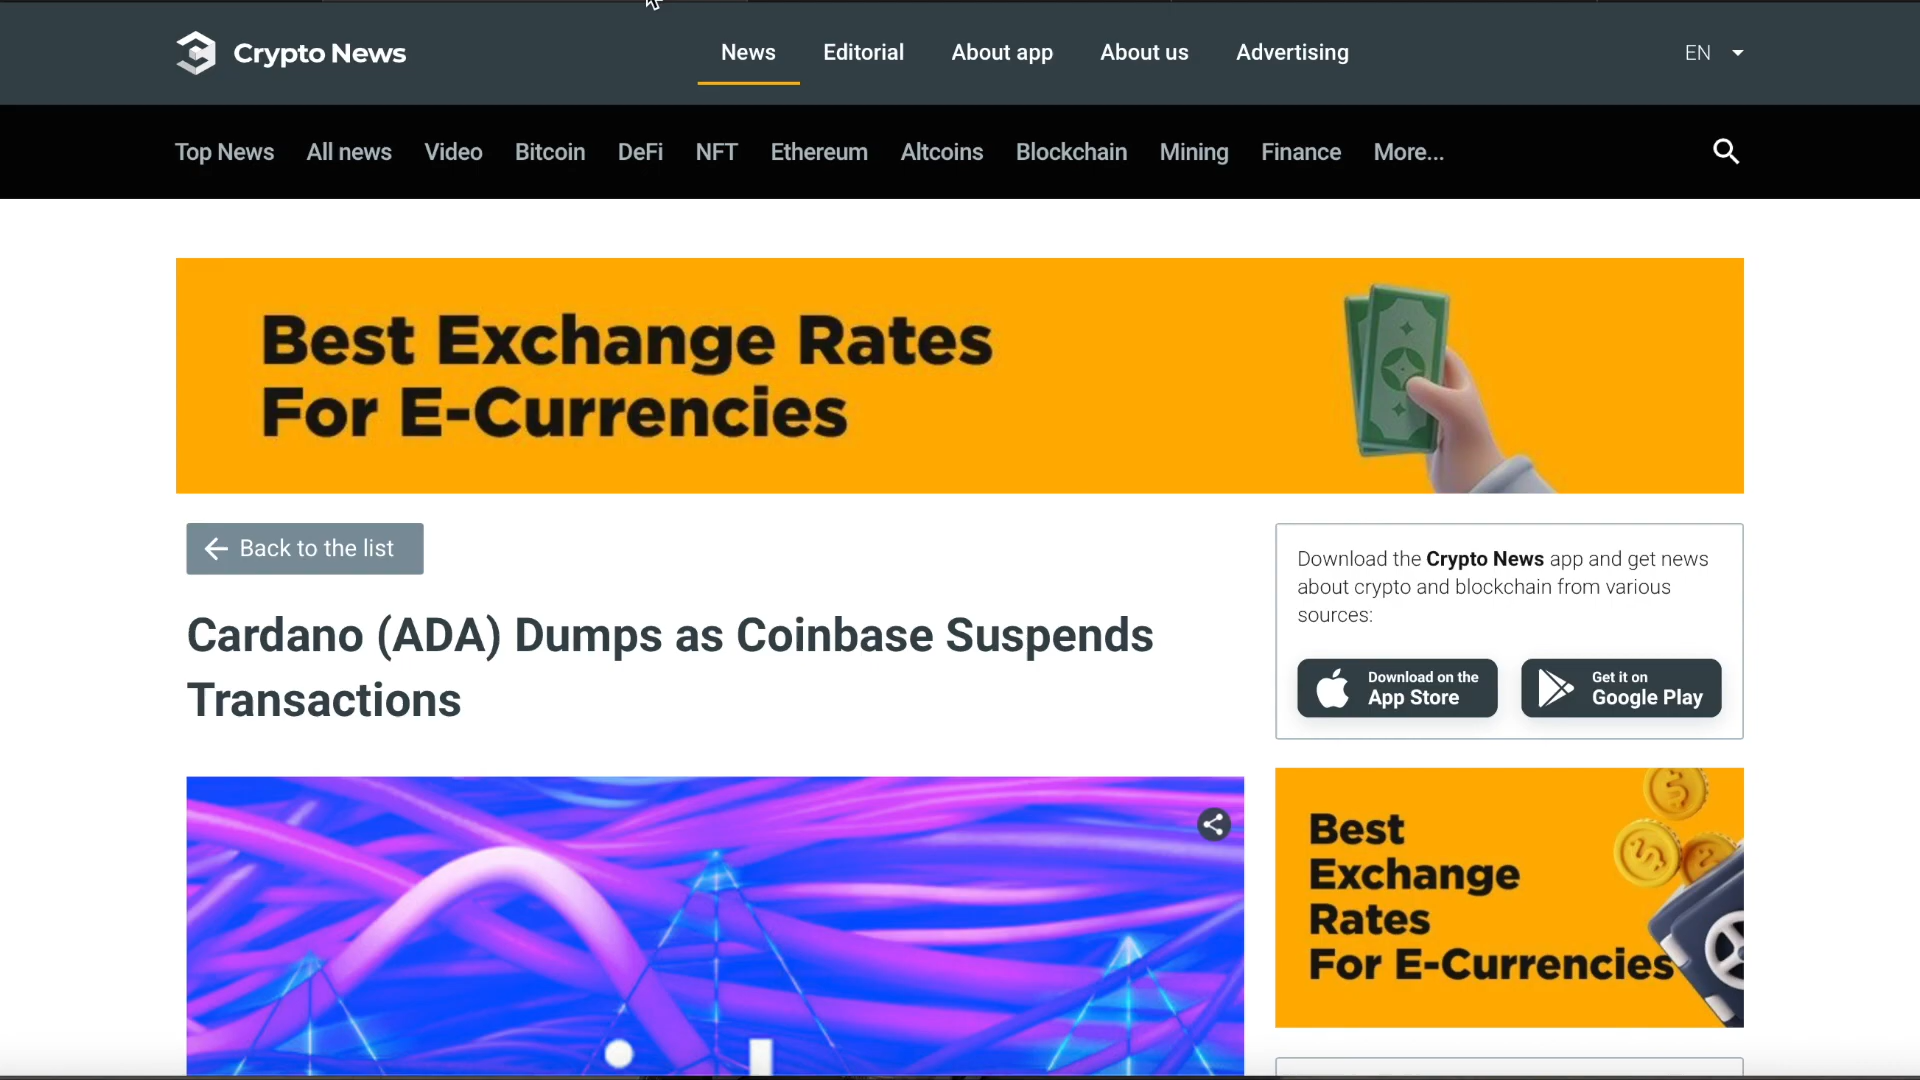 Crypto News
News Editorial About app About us Advertising
EN
Top News All news Video Bitcoin DeFi NFT Ethereum Altcoins Blockchain Mining Finance More...
Best Exchange Rates
For E-Currencies
Back to the list
Cardano (ADA) Dumps as Coinbase Suspends
Transactions
Download the Crypto News app and get news
about crypto and blockchain from various
sources:
Download on the
App Store
Get it on
Google Play
Best
Exchange
Rates
For E-Currencies